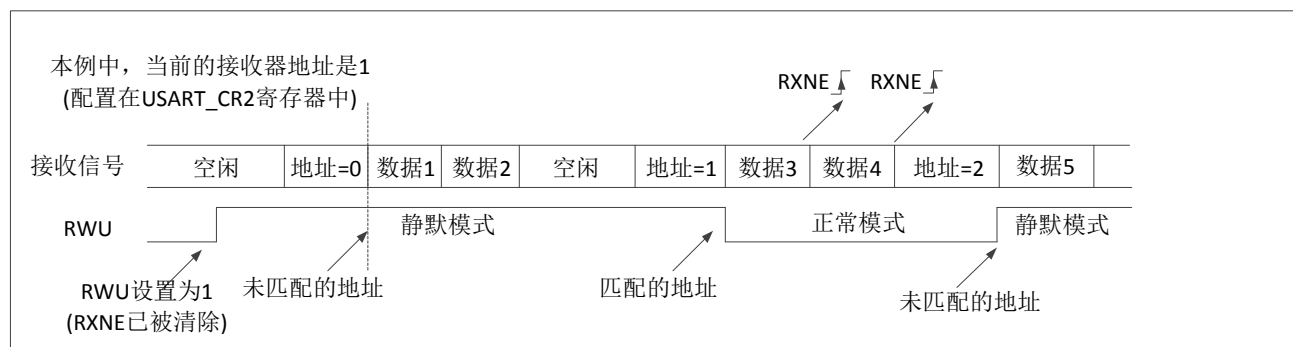 本例中，当前的接收器地址是1
(配置在USART_CR2寄存器中)
RXNE RXNE
接收信号 空闲 地址=0 数据1 数据2 空闲 地址=1 数据3 数据4 地址=2 数据5
RWU 静默模式 正常模式 静默模式
RWU设置为1 未匹配的地址 匹配的地址 未匹配的地址
(RXNE已被清除)